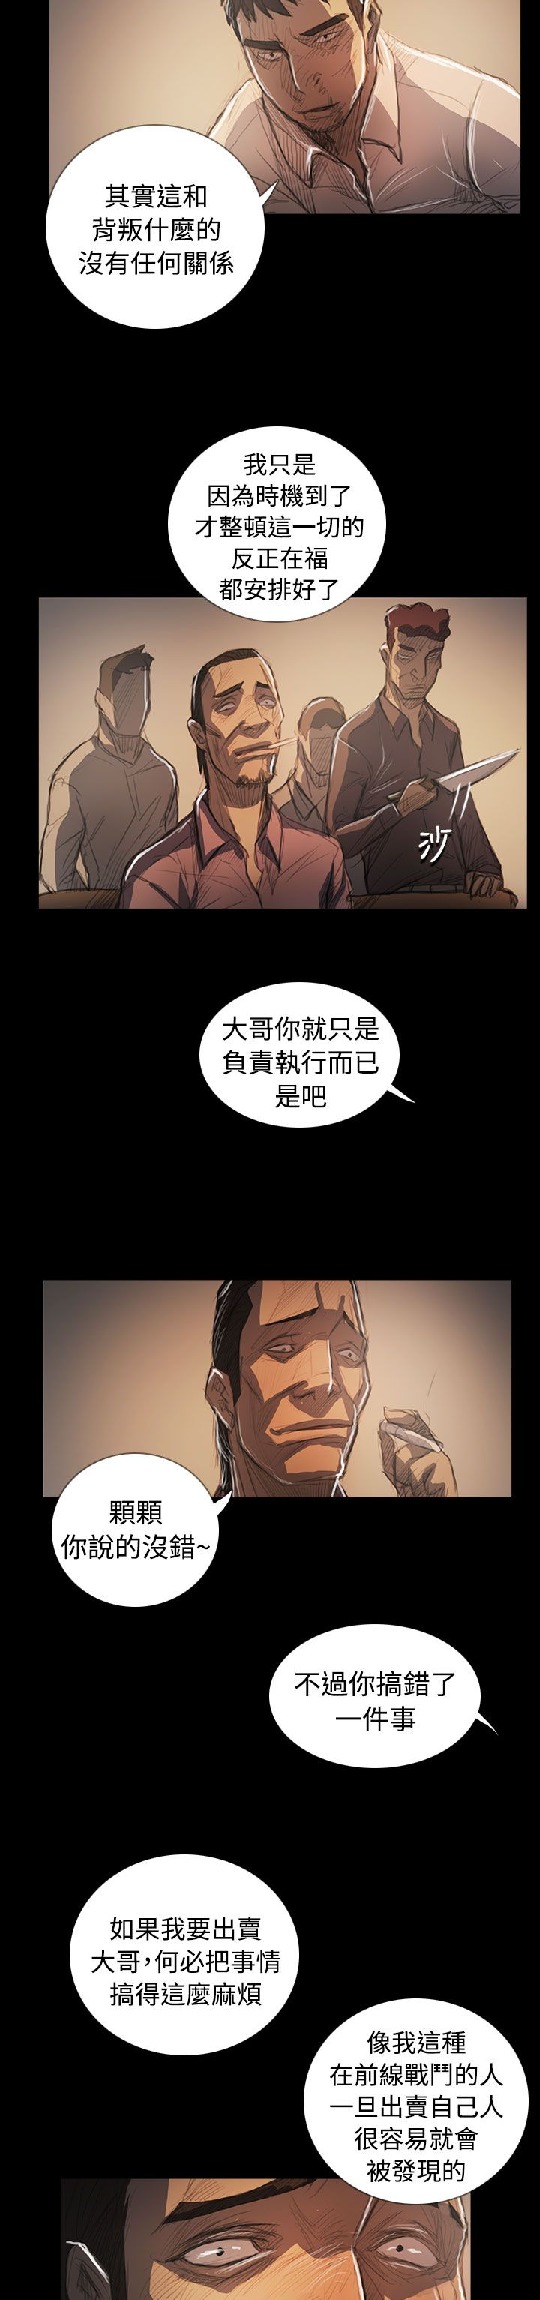 其實這和
背叛什麼的
沒有任何關係
我只是
因為時機到了
才整頓這一切的
反正在福
都安排好了
沙
大哥你就只是
負責執行而已
是吧
顆顆
你說的沒錯~
不過你搞錯了
一件事
如果我要出賣
大哥,何必把事情
搞得這麼麻煩
像我這種
在前線戰鬥的人
一旦出賣自己人
很容易就會
被發現的